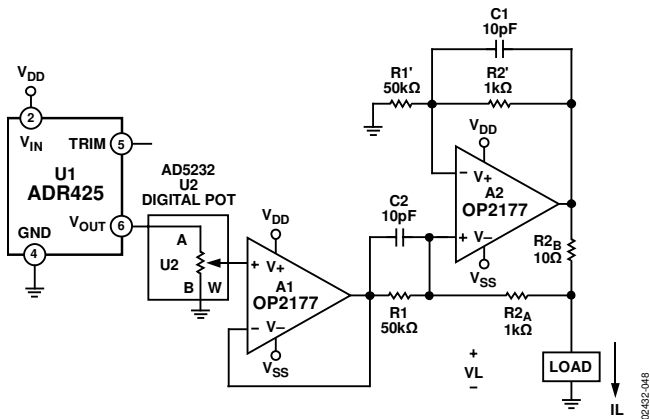 C1
10pF
R1'
50kΩ
R2'
1kΩ
VDD
2
VIN
TRIM
5
U1
ADR425
VOUT
6
GND
4
AD5232
U2
DIGITAL POT
A
U2
B
W
VDD
+
V+
A1
OP2177
−
V−
VSS
C2
10pF
R1
50kΩ
VDD
−
V+
A2
OP2177
+
V−
VSS
R2B
10Ω
R2A
1kΩ
+
VL
−
LOAD
IL
02432-048